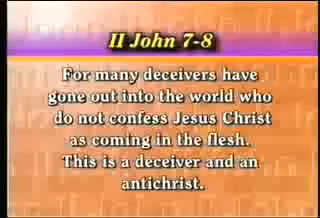 II John 7-8
For many deceivers have
gone out into the world who
do not confess Jesus Christ
as coming in the flesh.
This is a deceiver and an
antichrist.